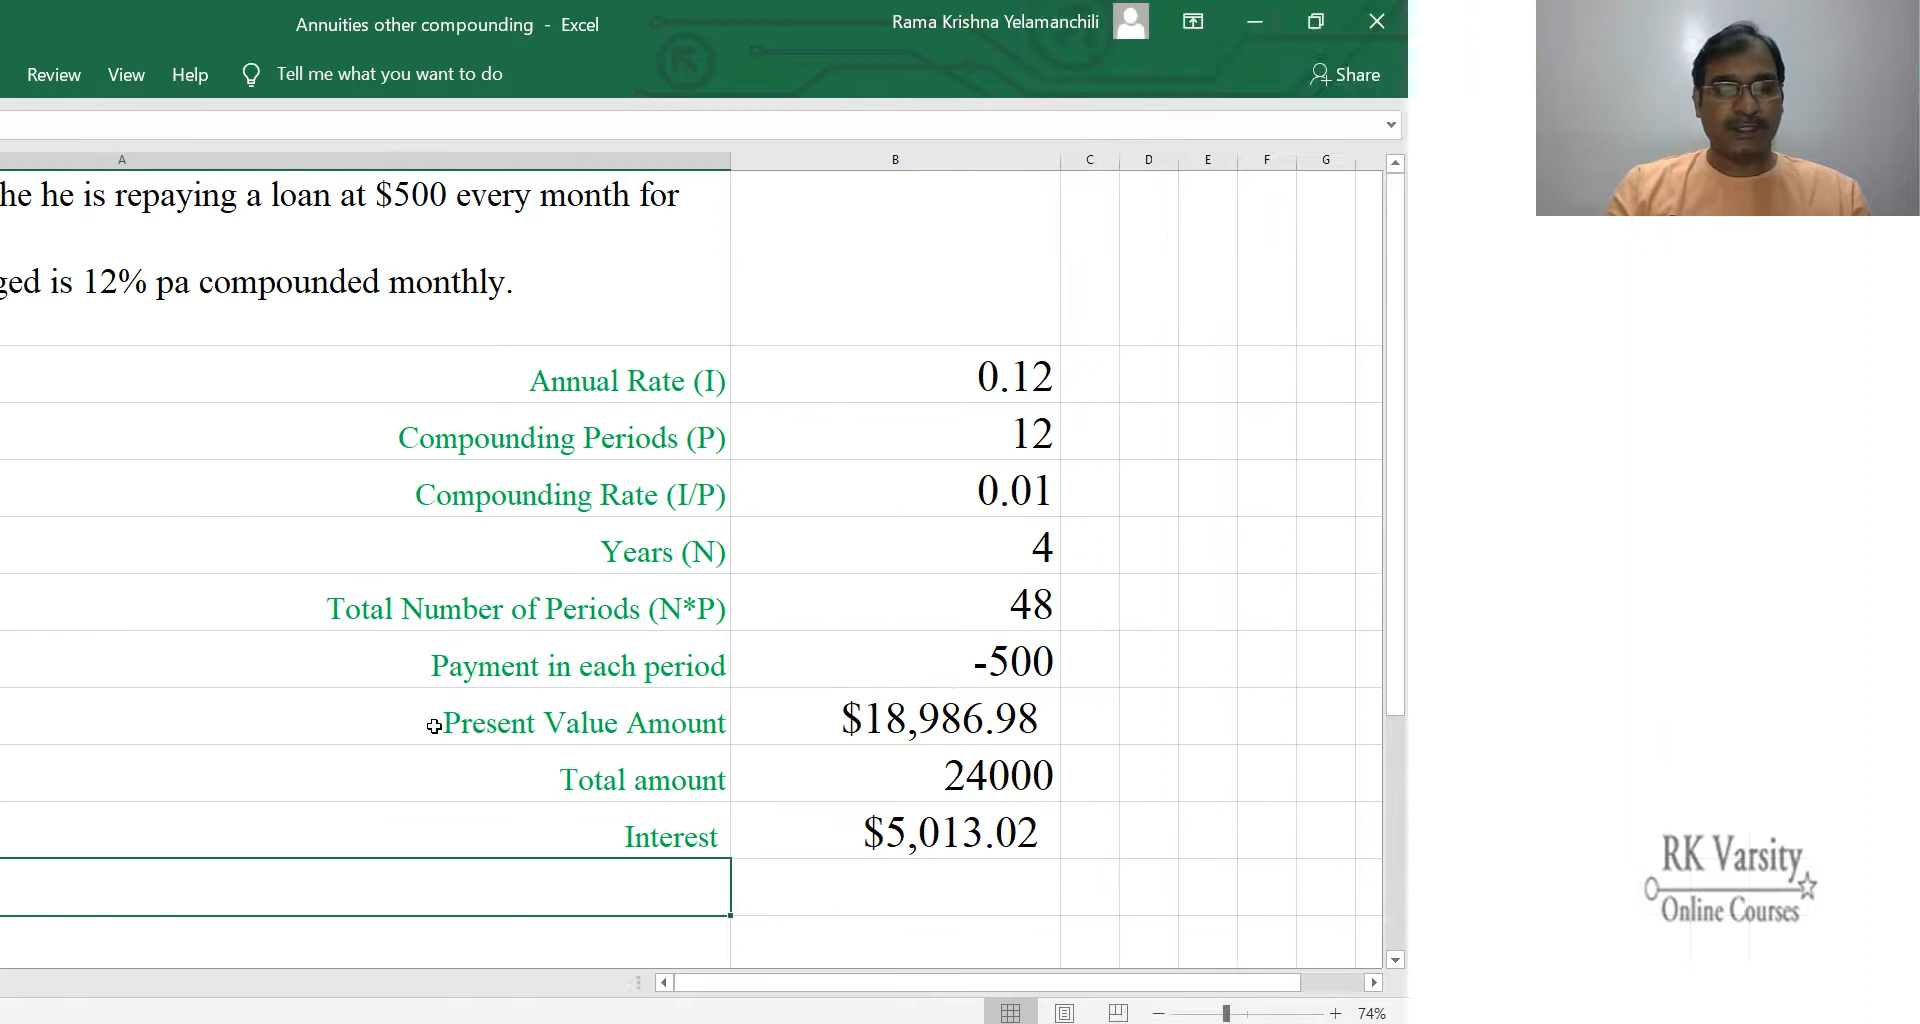 Annuities other compounding - Excel
Rama Krishna Yelamanchili
Review View Help Tell me what you want to do
Share
A B C D E F G
he he is repaying a loan at $500 every month for
ged is 12% pa compounded monthly.
Annual Rate (I) 0.12
Compounding Periods (P) 12
Compounding Rate (I/P) 0.01
Years (N) 4
Total Number of Periods (N*P) 48
Payment in each period -500
Present Value Amount $18,986.98
Total amount 24000
Interest $5,013.02
RK Varsity
Online Courses
74%